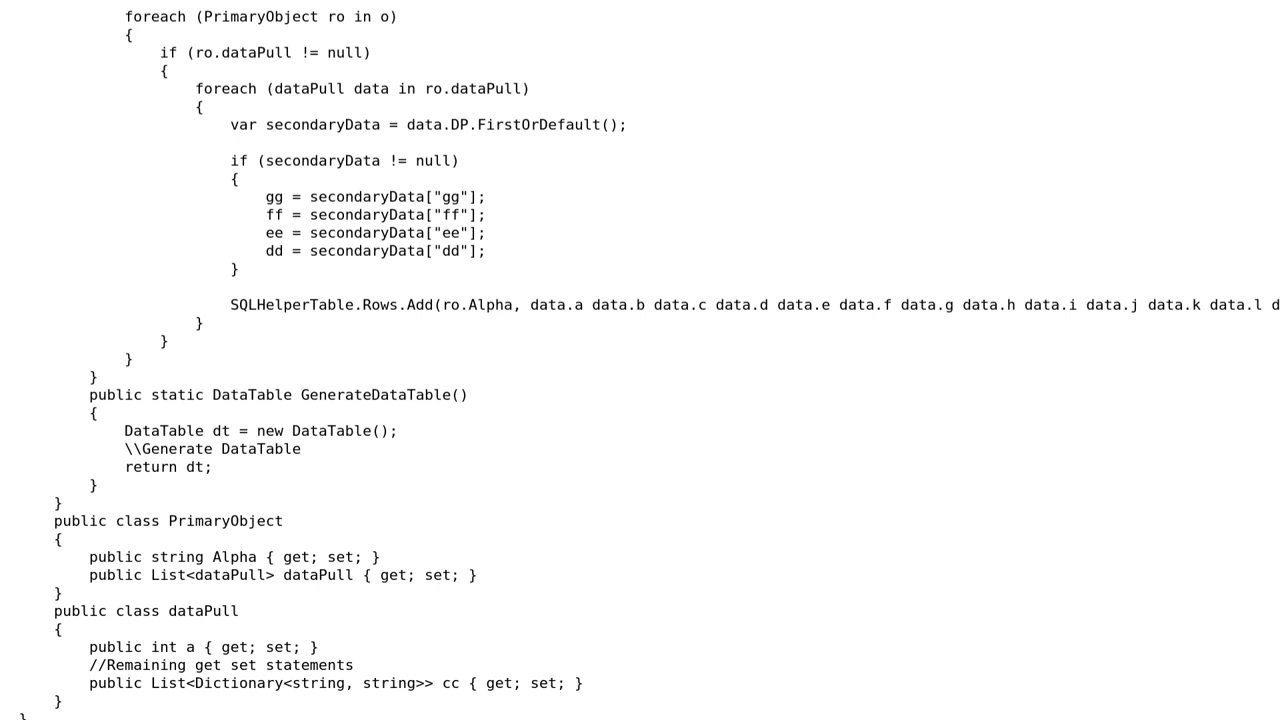 foreach (PrimaryObject ro in o)
{
if (ro.dataPull != null)
{
foreach (dataPull data in ro.dataPull)
{
var secondaryData = data.DP.FirstOrDefault();
if (secondaryData != null)
{
gg = secondaryData["gg"];
ff = secondaryData["ff"];
ee = secondaryData["ee"];
dd = secondaryData["dd"];
}
SQLHelperTable.Rows.Add(ro.Alpha, data.a data.b data.c data.d data.e data.f data.g data.h data.i data.j data.k data.l d
}
}
}
}
public static DataTable GenerateDataTable()
{
DataTable dt = new DataTable();
\\Generate DataTable
return dt;
}
}
public class PrimaryObject
{
public string Alpha { get; set; }
public List<dataPull> dataPull { get; set; }
}
public class dataPull
{
public int a { get; set; }
//Remaining get set statements
public List<Dictionary<string, string>> cc { get; set; }
}
}